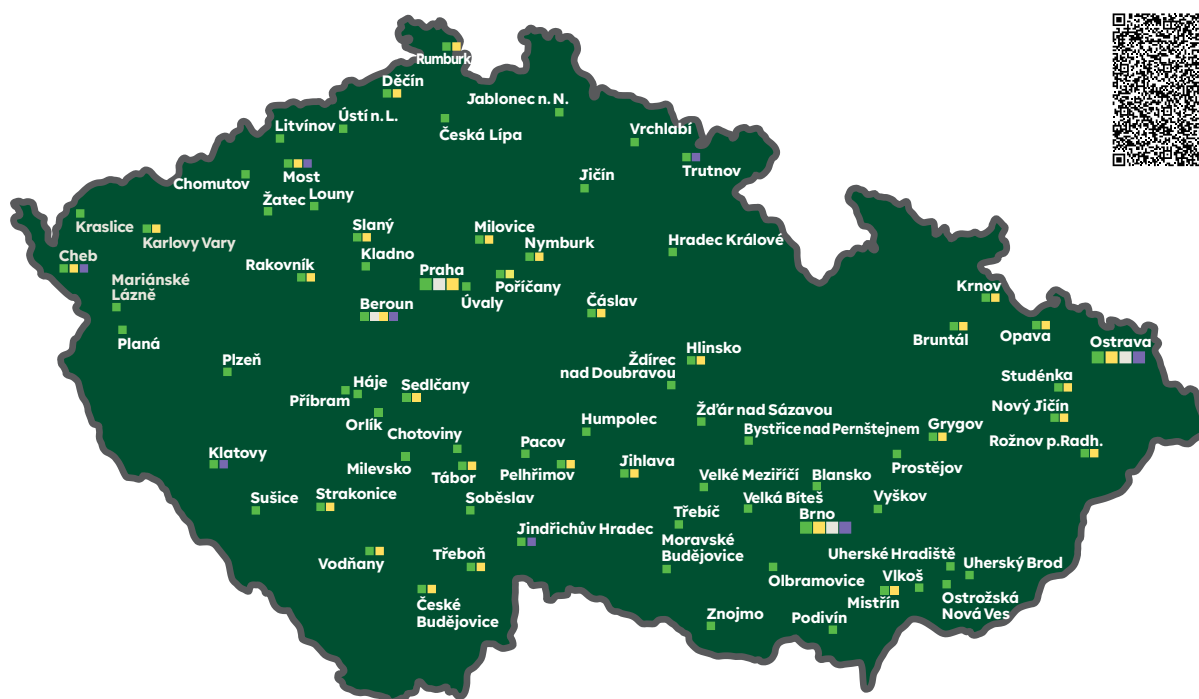 Rumburk
Děčín
Jablonec n. N.
Ústí n. L.
Litvínov
Česká Lípa
Vrchlabí
Most
Trutnov
Chomutov
Jičín
Žatec
Louny
Kraslice
Karlovy Vary
Slaný
Milovice
Nymburk
Hradec Králové
Cheb
Kladno
Rakovník
Praha
Poříčany
Mariánské
Lázně
Úvaly
Krnov
Beroun
Čáslav
Planá
Bruntál
Opava
Ostrava
Hlinsko
Plzeň
Ždírec
nad Doubravou
Studénka
Háje
Sedlčany
Příbram
Nový Jičín
Orlík
Humpolec
Žďár nad Sázavou
Grygov
Chotoviny
Bystřice nad Pernštejnem
Rožnov p.Radh.
Klatovy
Pacov
Milevsko
Jihlava
Prostějov
Tábor
Pelhřimov
Velké Meziříčí
Blansko
Sušice
Strakonice
Soběslav
Velká Bíteš
Vyškov
Brno
Třebíč
Jindřichův Hradec
Moravské
Budějovice
Vodňany
Třeboň
Uherské Hradiště
Uherský Brod
Olbramovice
Vlkoš
České
Budějovice
Mistřín
Ostrožská
Nová Ves
Znojmo
Podivín